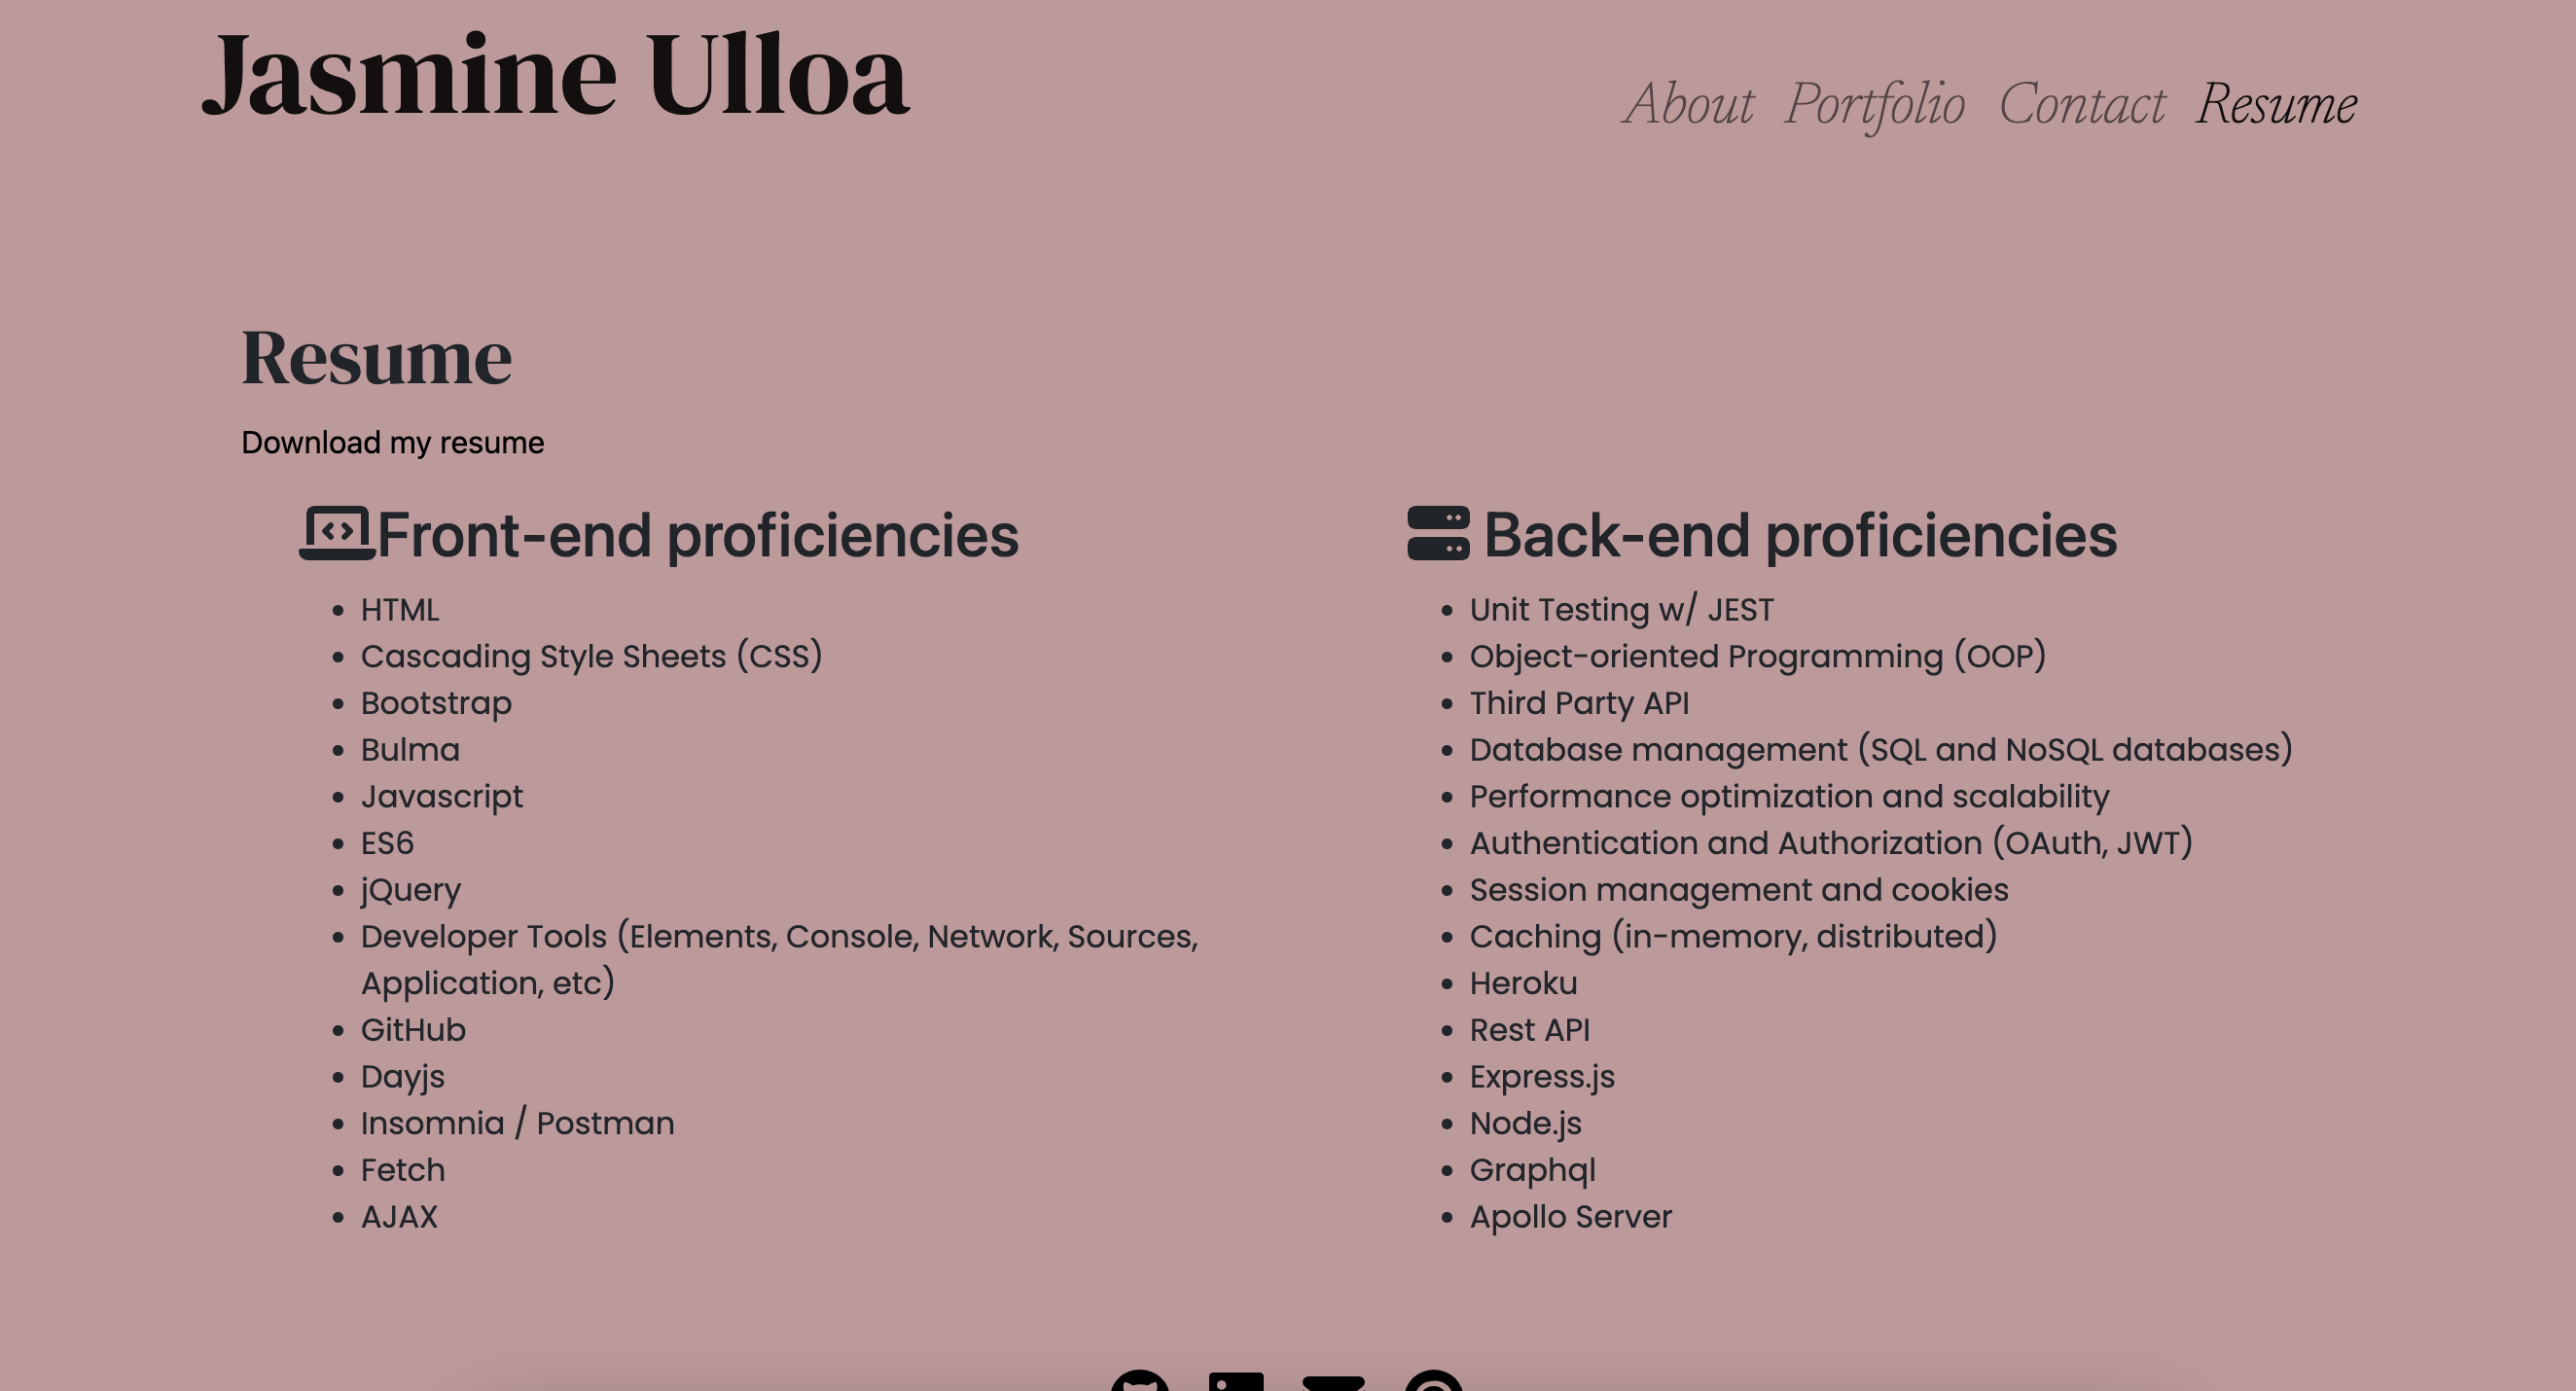 Jasmine Ulloa
About Portfolio Contact Resume
Resume
Download my resume
Front-end proficiencies
HTML
Cascading Style Sheets (CSS)
Bootstrap
Bulma
Javascript
ES6
jQuery
Developer Tools (Elements, Console, Network, Sources,
Application, etc)
GitHub
Dayjs
Insomnia / Postman
Fetch
AJAX
Back-end proficiencies
Unit Testing w/ JEST
Object-oriented Programming (OOP)
Third Party API
Database management (SQL and NoSQL databases)
Performance optimization and scalability
Authentication and Authorization (OAuth, JWT)
Session management and cookies
Caching (in-memory, distributed)
Heroku
Rest API
Express.js
Node.js
Graphql
Apollo Server